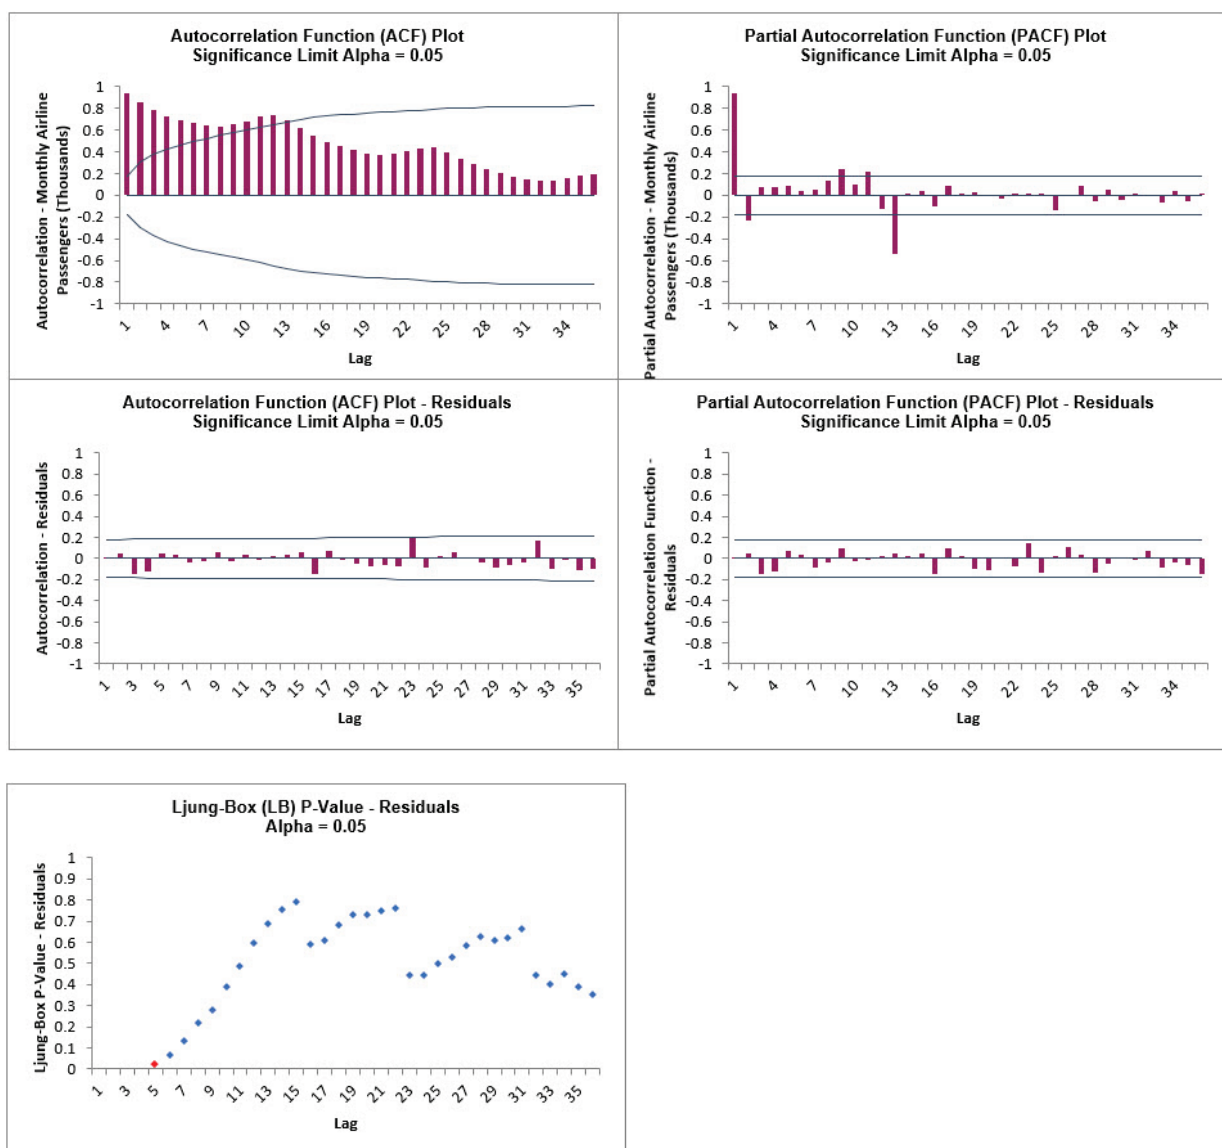 Autocorrelation Function (ACF) Plot
Significance Limit Alpha = 0.05
Autocorrelation - Monthly Airline
Passengers (Thousands)
1
0.8
0.6
0.4
0.2
0
-0.2
-0.4
-0.6
-0.8
-1
1 4 7 10 13 16 19 22 25 28 31 34
Lag
Partial Autocorrelation Function (PACF) Plot
Significance Limit Alpha = 0.05
Partial Autocorrelation - Monthly Airline
Passengers (Thousands)
1
0.8
0.6
0.4
0.2
0
-0.2
-0.4
-0.6
-0.8
-1
1 4 7 10 13 16 19 22 25 28 31 34
Lag
Autocorrelation Function (ACF) Plot - Residuals
Significance Limit Alpha = 0.05
Autocorrelation - Residuals
1
0.8
0.6
0.4
0.2
0
-0.2
-0.4
-0.6
-0.8
-1
1 3 5 7 9 11 13 15 17 19 21 23 25 27 29 31 33 35
Lag
Partial Autocorrelation Function (PACF) Plot - Residuals
Significance Limit Alpha = 0.05
Partial Autocorrelation Function -
Residuals
1
0.8
0.6
0.4
0.2
0
-0.2
-0.4
-0.6
-0.8
-1
1 4 7 10 13 16 19 22 25 28 31 34
Lag
Ljung-Box (LB) P-Value - Residuals
Alpha = 0.05
Ljung-Box P-Value - Residuals
1
0.9
0.8
0.7
0.6
0.5
0.4
0.3
0.2
0.1
0
1 3 5 7 9 11 13 15 17 19 21 23 25 27 29 31 33 35
Lag